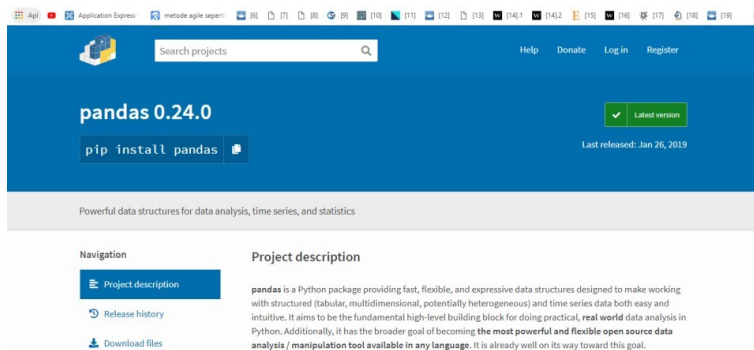 Apl Application Express metode agile sepert [6] [7] [8] [9] [10] [11] [12] [13] [14].1 [14].2 [15] [16] [17] [18] [19]
Search projects Help Donate Log in Register
pandas 0.24.0
Latest version
pip install pandas
Last released: Jan 26, 2019
Powerful data structures for data analysis, time series, and statistics
Navigation
Project description
Release history
Download files
Project description
pandas is a Python package providing fast, flexible, and expressive data structures designed to make working
with structured (tabular, multidimensional, potentially heterogeneous) and time series data both easy and
intuitive. It aims to be the fundamental high-level building block for doing practical, real world data analysis in
Python. Additionally, it has the broader goal of becoming the most powerful and flexible open source data
analysis / manipulation tool available in any language. It is already well on its way toward this goal.